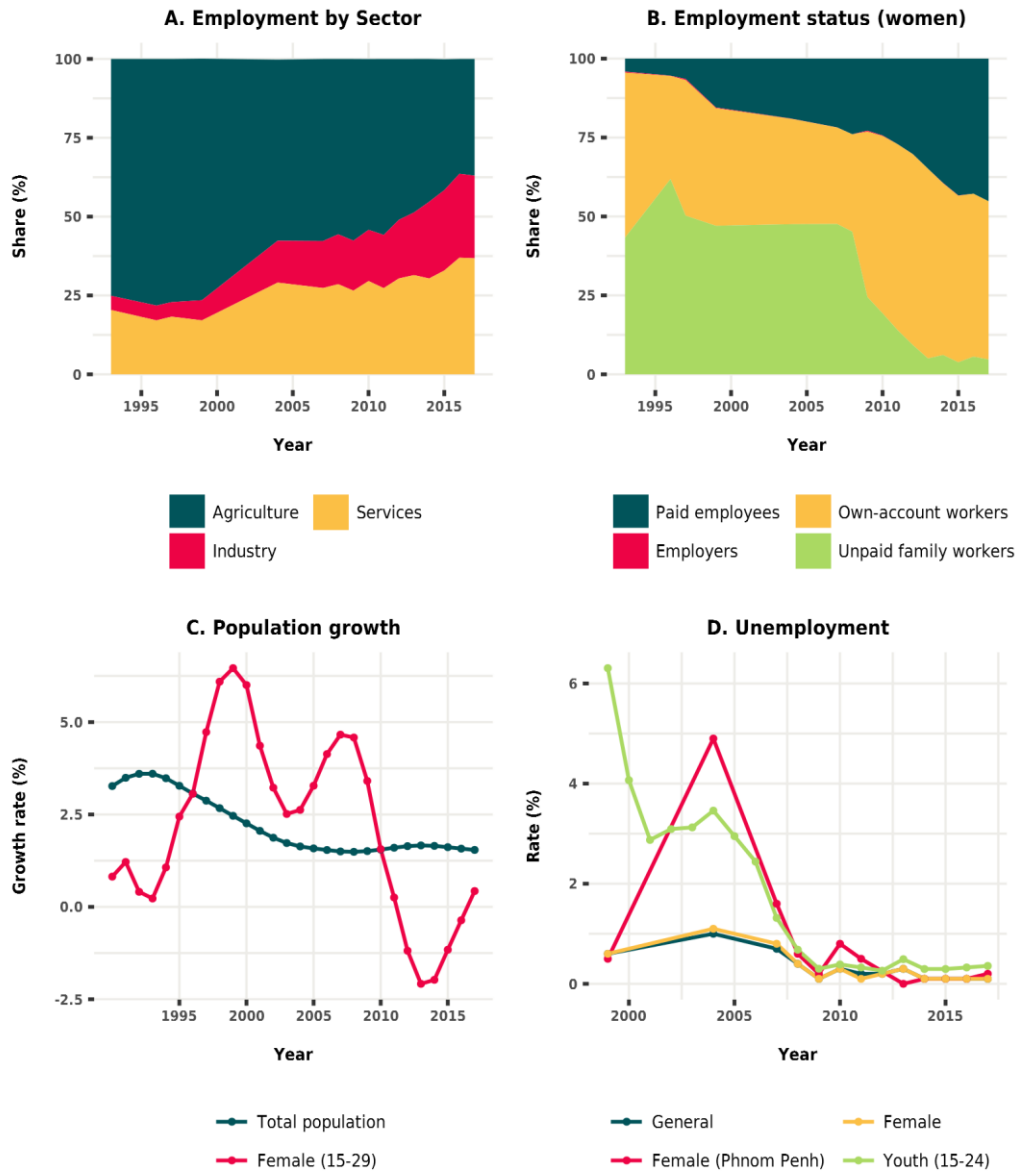 A. Employment by Sector
Share (%)
100
75
50
25
0
1995 2000 2005 2010 2015
Year
Agriculture Services
Industry
B. Employment status (women)
Share (%)
100
75
50
25
0
1995 2000 2005 2010 2015
Year
Paid employees Own-account workers
Employers Unpaid family workers
C. Population growth
Growth rate (%)
5.0
2.5
0.0
-2.5
1995 2000 2005 2010 2015
Year
Total population
Female (15-29)
D. Unemployment
Rate (%)
6
4
2
0
2000 2005 2010 2015
Year
General Female
Female (Phnom Penh) Youth (15-24)